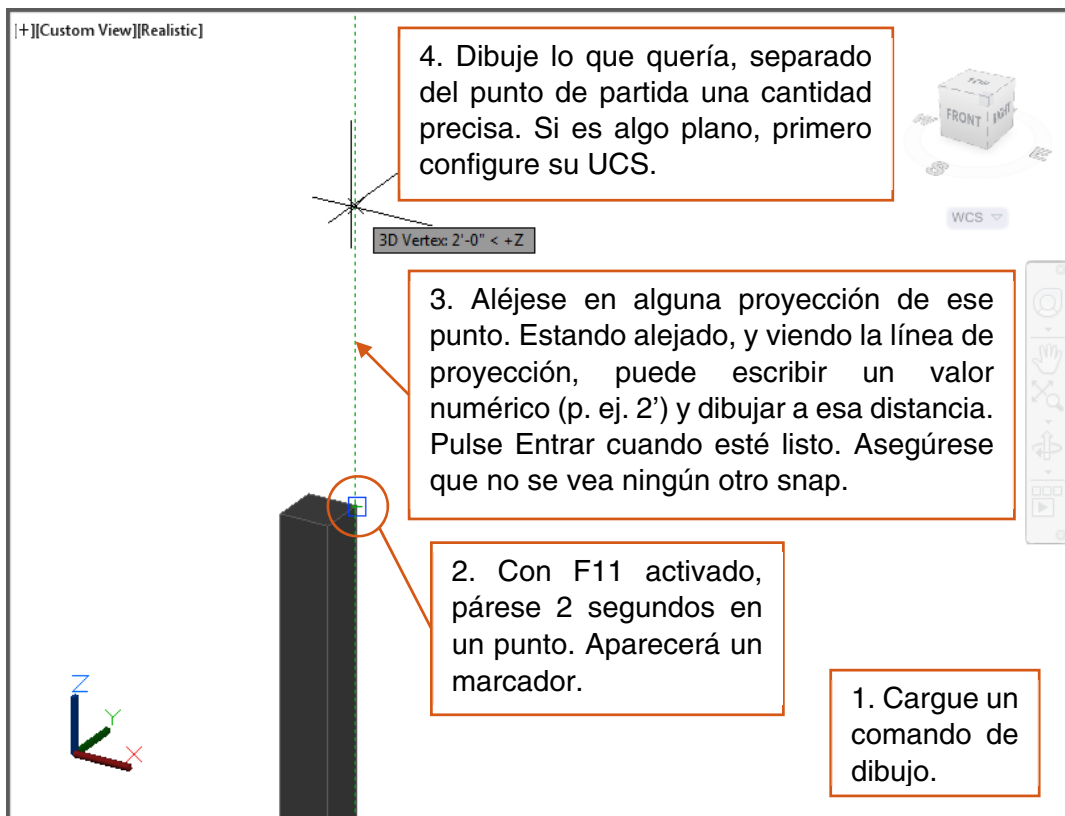 [+][Custom View][Realistic]
4. Dibuje lo que quería, separado
del punto de partida una cantidad
precisa. Si es algo plano, primero
configure su UCS.
FRONT
WCS
3D Vertex: 2'-0" < +Z
3. Aléjese en alguna proyección de ese
punto. Estando alejado, y viendo la línea de
proyección, puede escribir un valor
numérico (p. ej. 2’) y dibujar a esa distancia.
Pulse Entrar cuando esté listo. Asegúrese
que no se vea ningún otro snap.
2. Con F11 activado,
párese 2 segundos en
un punto. Aparecerá un
marcador.
1. Cargue un
comando de
dibujo.
Z
Y
X